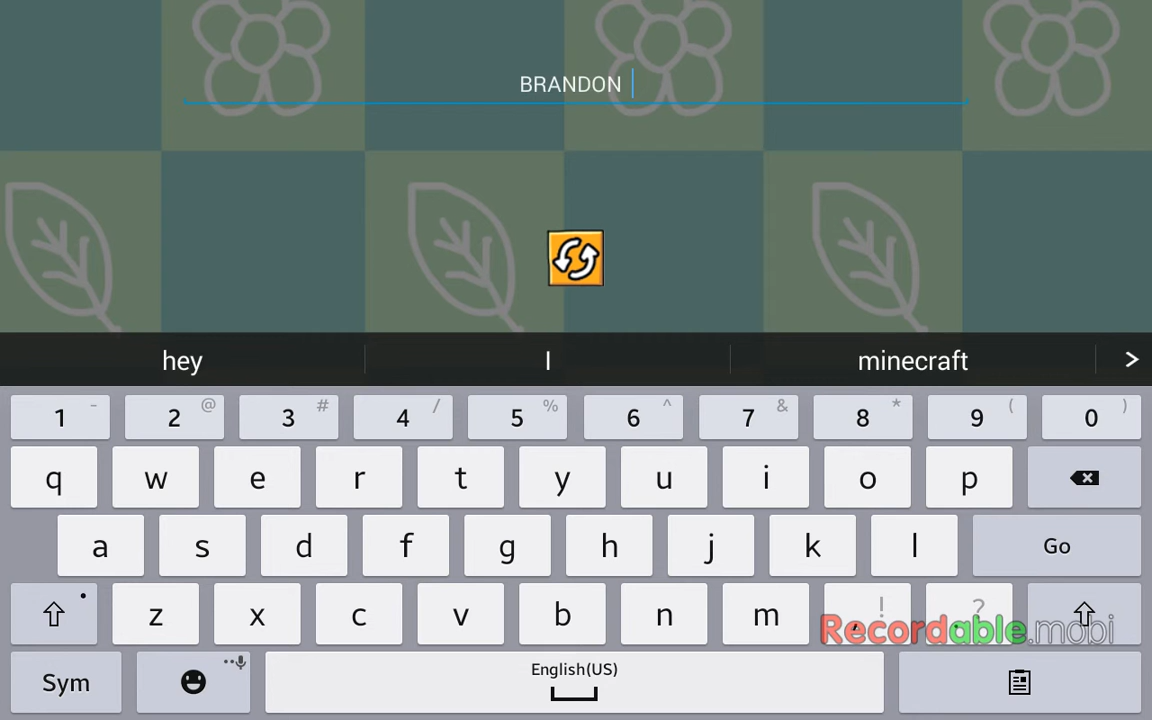 BRANDON
hey I minecraft >
1 - 2 @ 3 # 4 / 5 % 6 ^ 7 & 8 * 9 ( 0 )
q w e r t y u i o p
a s d f g h j k l Go
z x c v b n m , ! . ?
Recordable.mobi
Sym English(US)